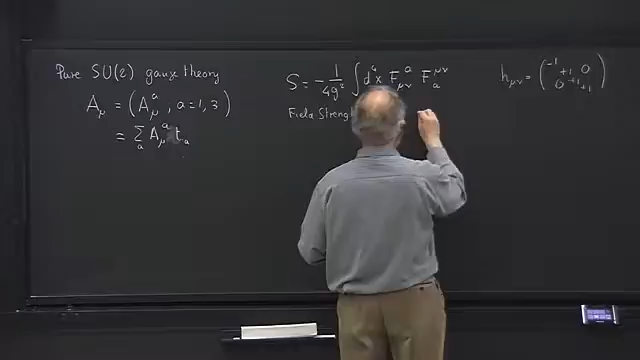 Pure SU(2) gauge theory
A_μ = (A_μ^a, a=1,3)
= Σ_a A_μ^a t_a
S = -1/4g² ∫d⁴x F_μν^a F_a^μν
Field
h_μν = (-1 +1 0 0 +1 +1)